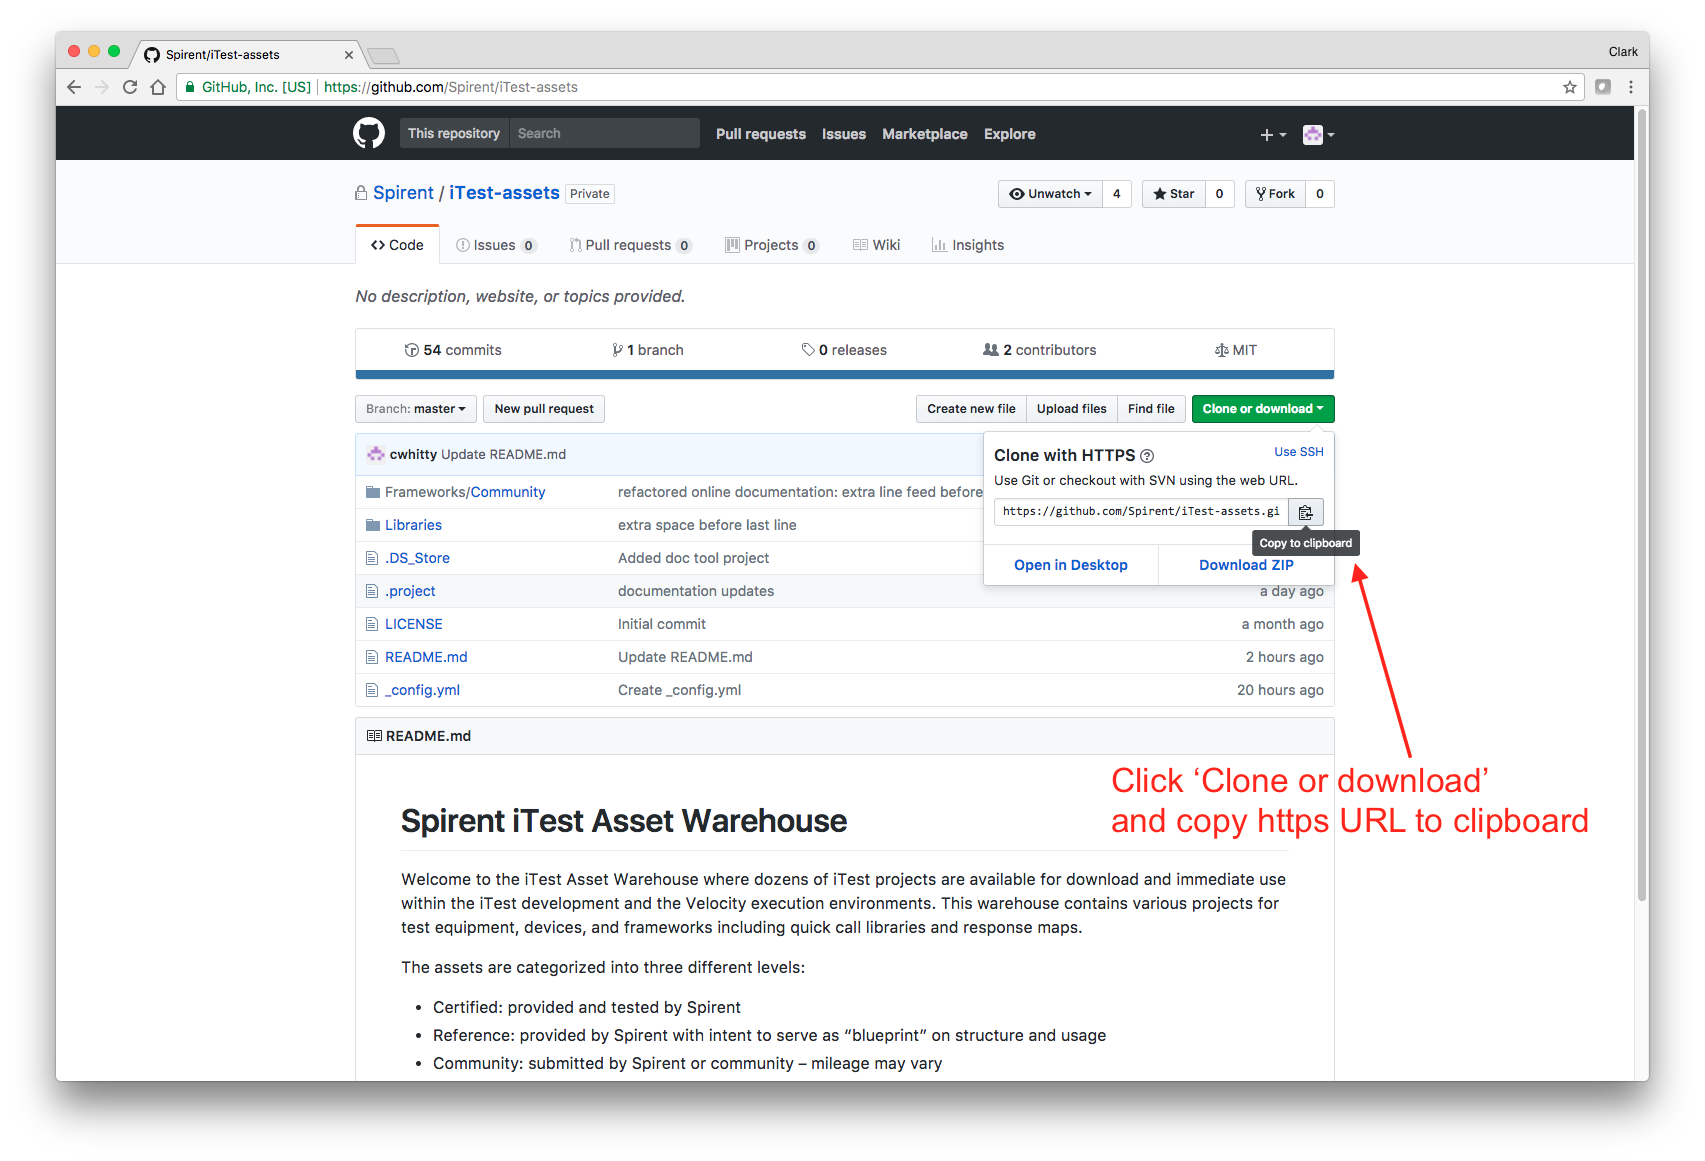 Spirent/iTest-assets
Clark
GitHub, Inc. [US] https://github.com/Spirent/iTest-assets
This repository Search Pull requests Issues Marketplace Explore
Spirent / iTest-assets Private
Unwatch 4 Star 0 Fork 0
Code Issues 0 Pull requests 0 Projects 0 Wiki Insights
No description, website, or topics provided.
54 commits 1 branch 0 releases 2 contributors MIT
Branch: master New pull request Create new file Upload files Find file Clone or download
cwhitty Update README.md
Clone with HTTPS Use SSH
Use Git or checkout with SVN using the web URL.
https://github.com/Spirent/iTest-assets.gi
Copy to clipboard
Open in Desktop Download ZIP
Frameworks/Community refactored online documentation: extra line feed before
Libraries extra space before last line
.DS_Store Added doc tool project
.project documentation updates a day ago
LICENSE Initial commit a month ago
README.md Update README.md 2 hours ago
_config.yml Create _config.yml 20 hours ago
README.md
Click ‘Clone or download’
and copy https URL to clipboard
Spirent iTest Asset Warehouse
Welcome to the iTest Asset Warehouse where dozens of iTest projects are available for download and immediate use
within the iTest development and the Velocity execution environments. This warehouse contains various projects for
test equipment, devices, and frameworks including quick call libraries and response maps.
The assets are categorized into three different levels:
• Certified: provided and tested by Spirent
• Reference: provided by Spirent with intent to serve as “blueprint” on structure and usage
• Community: submitted by Spirent or community – mileage may vary